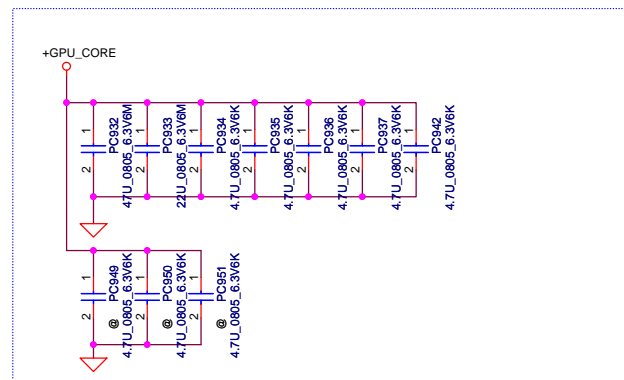 +GPU_CORE
1
2
PC932
47U_0805_6.3V6M
1
2
PC933
22U_0805_6.3V6M
1
2
PC934
4.7U_0805_6.3V6K
1
2
PC935
4.7U_0805_6.3V6K
1
2
PC936
4.7U_0805_6.3V6K
1
2
PC937
4.7U_0805_6.3V6K
1
2
PC942
4.7U_0805_6.3V6K
1
2
PC949
@
4.7U_0805_6.3V6K
1
2
PC950
@
4.7U_0805_6.3V6K
1
2
PC951
@
4.7U_0805_6.3V6K